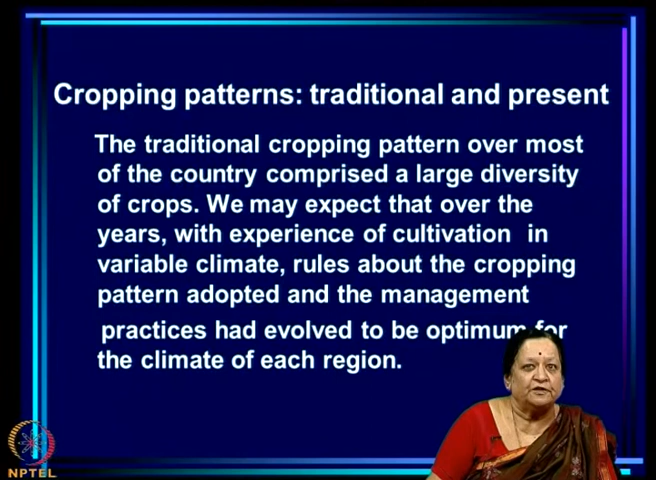 Cropping patterns: traditional and present
The traditional cropping pattern over most
of the country comprised a large diversity
of crops. We may expect that over the
years, with experience of cultivation in
variable climate, rules about the cropping
pattern adopted and the management
practices had evolved to be optimum for
the climate of each region.
NPTEL